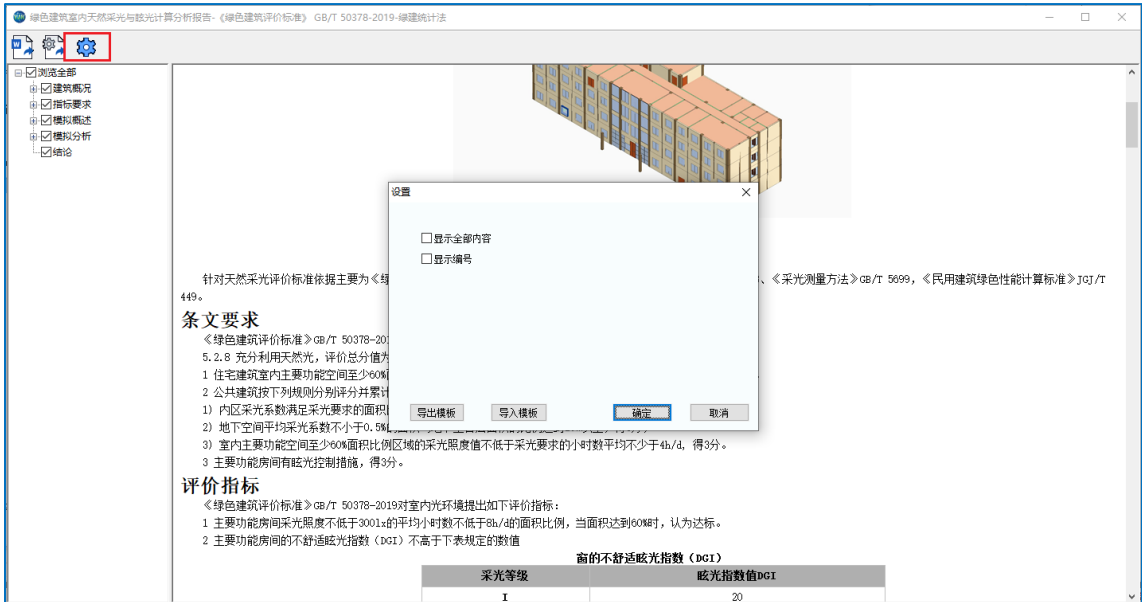 绿色建筑室内天然采光与眩光计算分析报告-《绿色建筑评价标准》 GB/T 50378-2019-绿建统计法
浏览全部
建筑概况
指标要求
模拟概述
模拟分析
结论
设置
显示全部内容
显示编号
导出模板 导入模板 确定 取消
针对天然采光评价标准依据主要为《绿 、《采光测量方法》GB/T 5699，《民用建筑绿色性能计算标准》JGJ/T
449。
条文要求
《绿色建筑评价标准》GB/T 50378-201
5.2.8 充分利用天然光，评价总分值为
1 住宅建筑室内主要功能空间至少60%
2 公共建筑按下列规则分别评分并累计
1) 内区采光系数满足采光要求的面积
2) 地下空间平均采光系数不小于0.5%
3) 室内主要功能空间至少60%面积比例区域的采光照度值不低于采光要求的小时数平均不少于4h/d, 得3分。
3 主要功能房间有眩光控制措施，得3分。
评价指标
《绿色建筑评价标准》GB/T 50378-2019对室内光环境提出如下评价指标：
1 主要功能房间采光照度不低于300lx的平均小时数不低于8h/d的面积比例，当面积达到60%时，认为达标。
2 主要功能房间的不舒适眩光指数（DGI）不高于下表规定的数值
窗的不舒适眩光指数（DGI）
采光等级 眩光指数值DGI
I 20